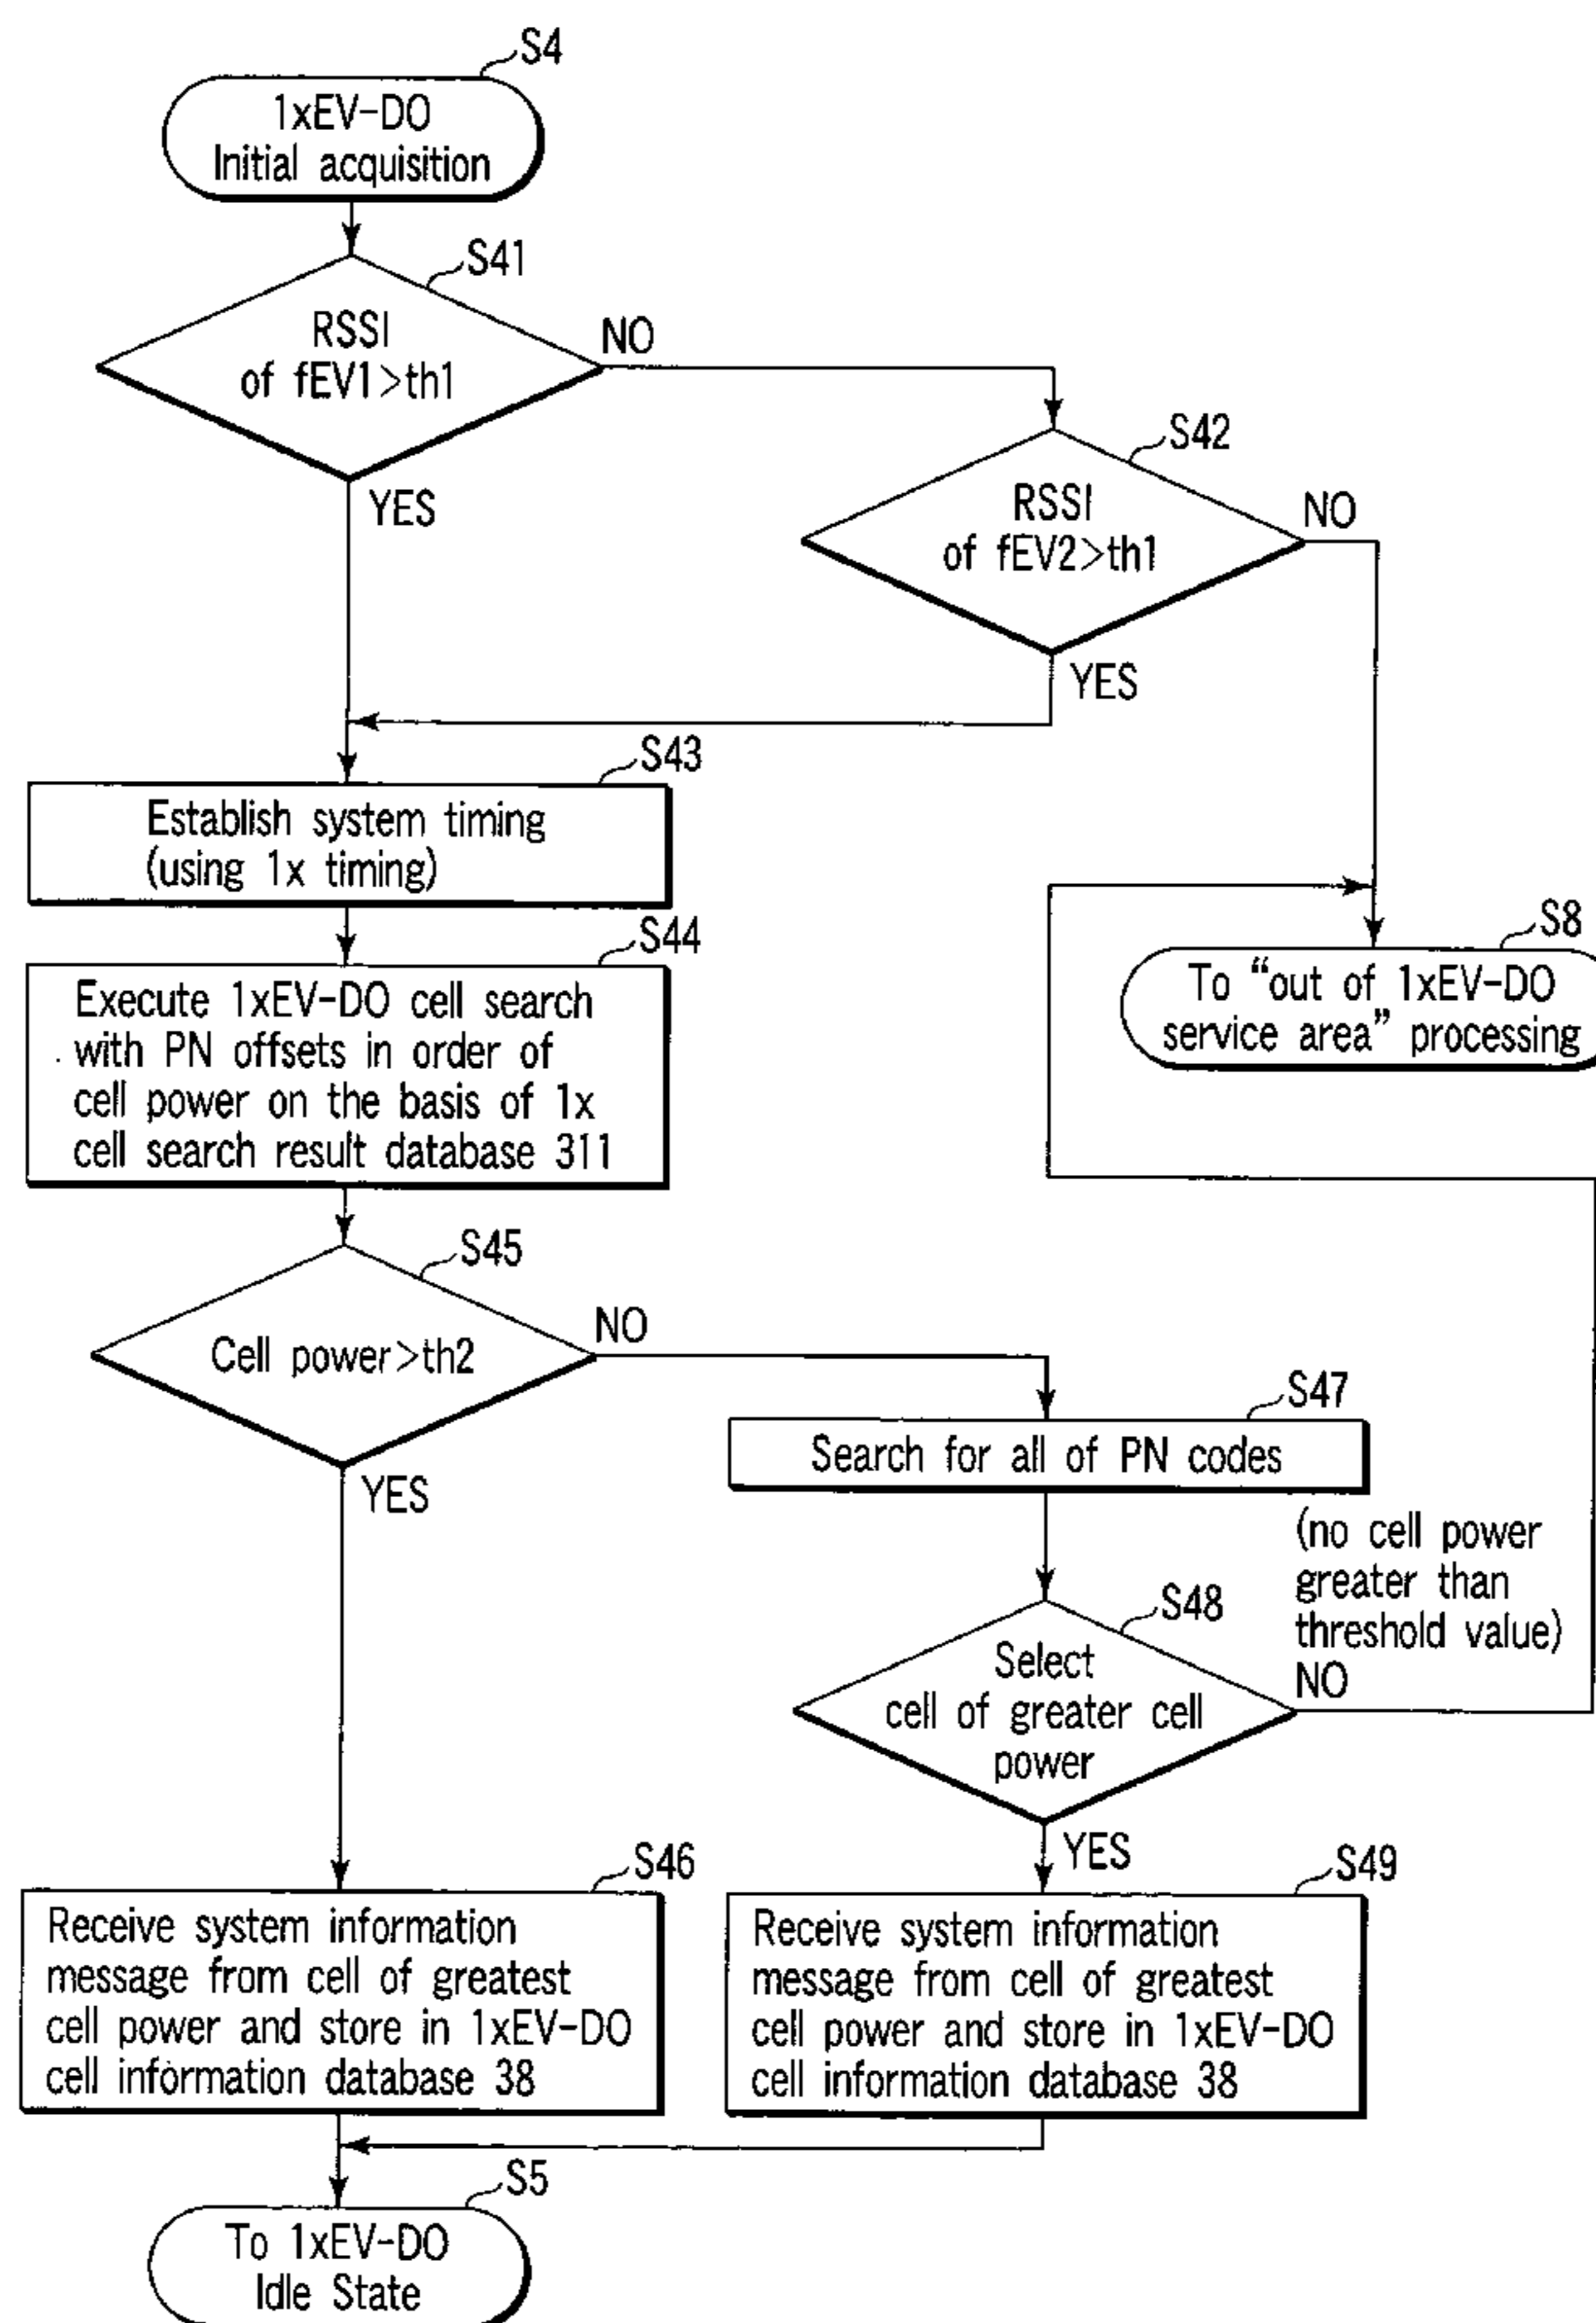 S4
1xEV-DO
Initial acquisition
S41
RSSI
of fEV1>th1
NO
YES
S42
RSSI
of fEV2>th1
NO
YES
S43
Establish system timing
(using 1x timing)
S44
Execute 1xEV-DO cell search
with PN offsets in order of
cell power on the basis of 1x
cell search result database 311
S8
To “out of 1xEV-DO
service area” processing
S45
Cell power>th2
NO
YES
S47
Search for all of PN codes
(no cell power
greater than
threshold value)
NO
S48
Select
cell of greater cell
power
YES
S46
Receive system information
message from cell of greatest
cell power and store in 1xEV-DO
cell information database 38
S49
Receive system information
message from cell of greatest
cell power and store in 1xEV-DO
cell information database 38
S5
To 1xEV-DO
Idle State